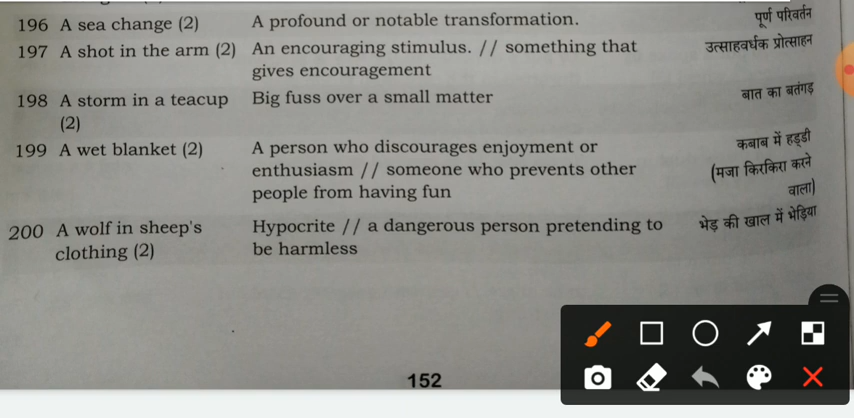 196 A sea change (2) A profound or notable transformation. पूर्ण परिवर्तन
197 A shot in the arm (2) An encouraging stimulus. // something that उत्साहवर्धक प्रोत्साहन
gives encouragement
198 A storm in a teacup Big fuss over a small matter बात का बतंगड़
(2)
199 A wet blanket (2) A person who discourages enjoyment or कबाब में हड्डी
enthusiasm // someone who prevents other (मजा किरकिरा करने
people from having fun वाला)
200 A wolf in sheep's Hypocrite // a dangerous person pretending to भेड़ की खाल में भेड़िया
clothing (2) be harmless
152